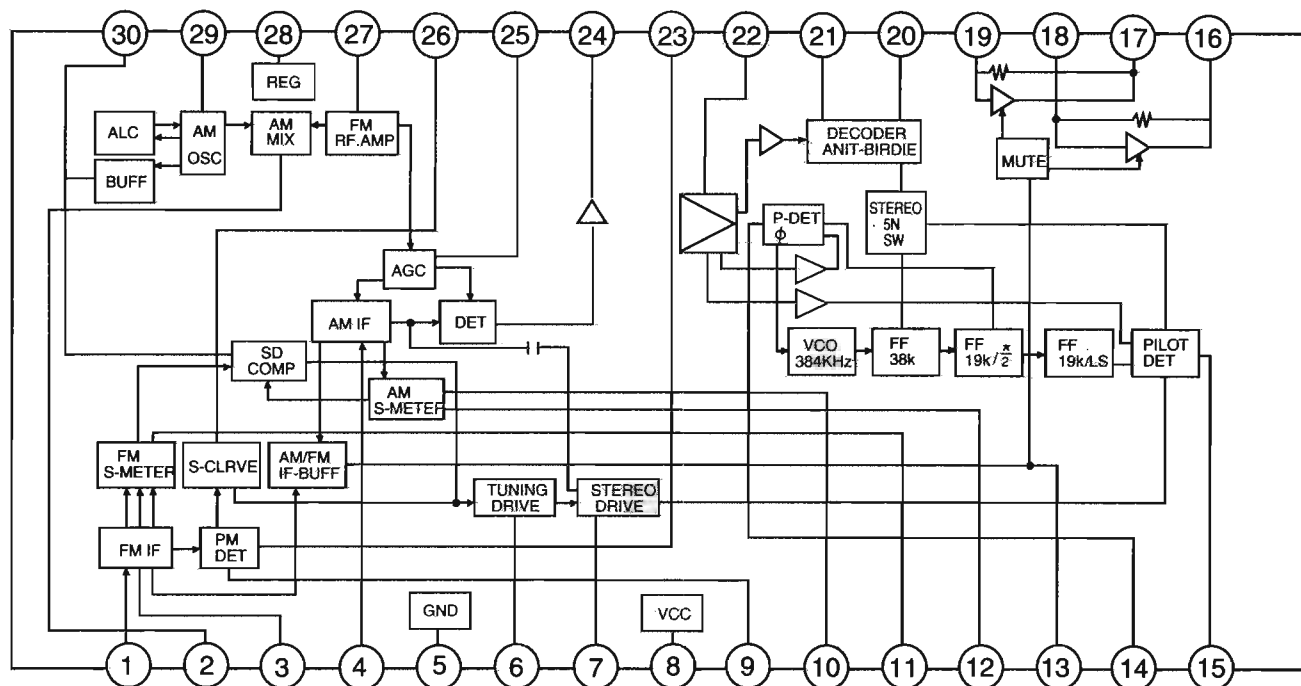 30 29 28 27 26 25 24 23 22 21 20 19 18 17 16
REG
ALC
AM
OSC
AM
MIX
FM
RF.AMP
BUFF
DECODER
ANIT-BIRDIE
MUTE
P-DET
ϕ
STEREO
5N
SW
AGC
AM IF
DET
SD
COMP
VCO
384KHz
FF
38k
FF
19k/π/2
FF
19k/LS
PILOT
DET
AM
S-METER
FM
S-METER
S-CLRVE
AM/FM
IF-BUFF
TUNING
DRIVE
STEREO
DRIVE
FM IF
PM
DET
GND
VCC
1 2 3 4 5 6 7 8 9 10 11 12 13 14 15